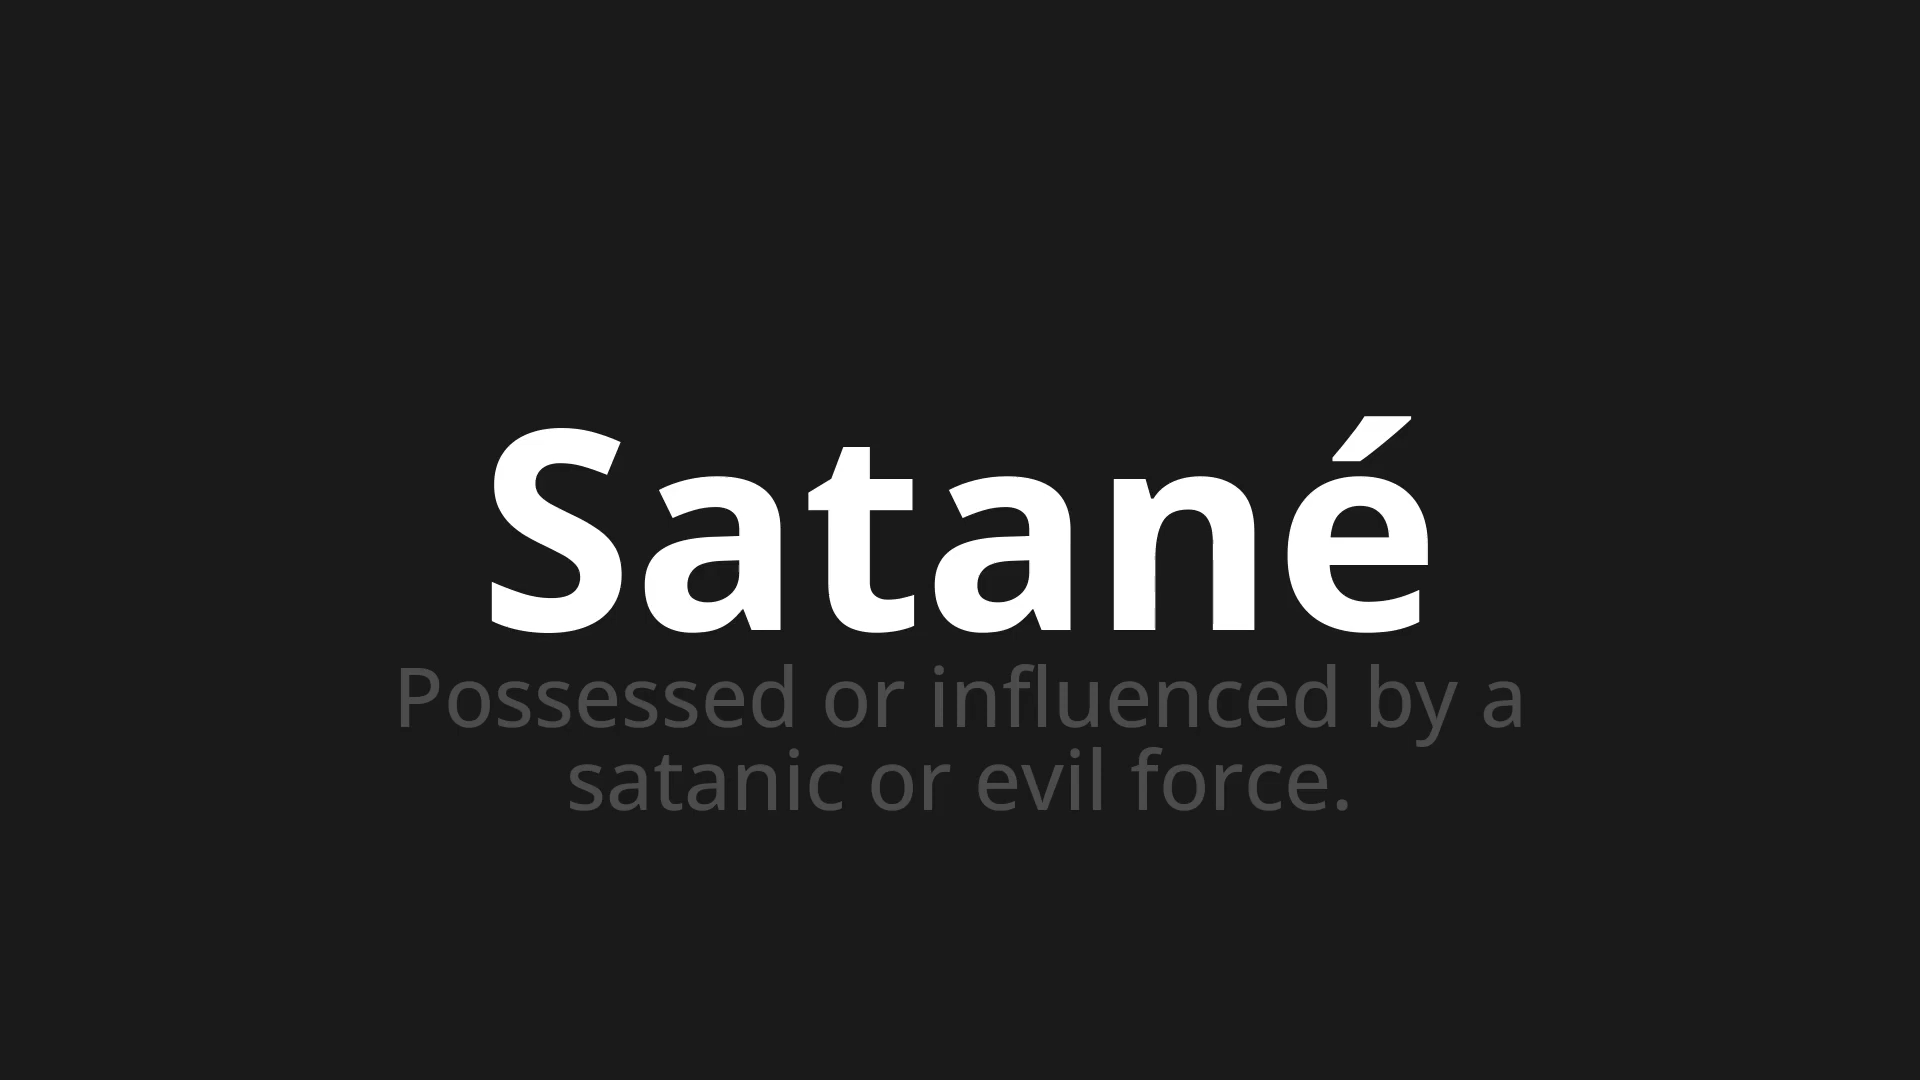 Satané
Possessed or influenced by a
satanic or evil force.